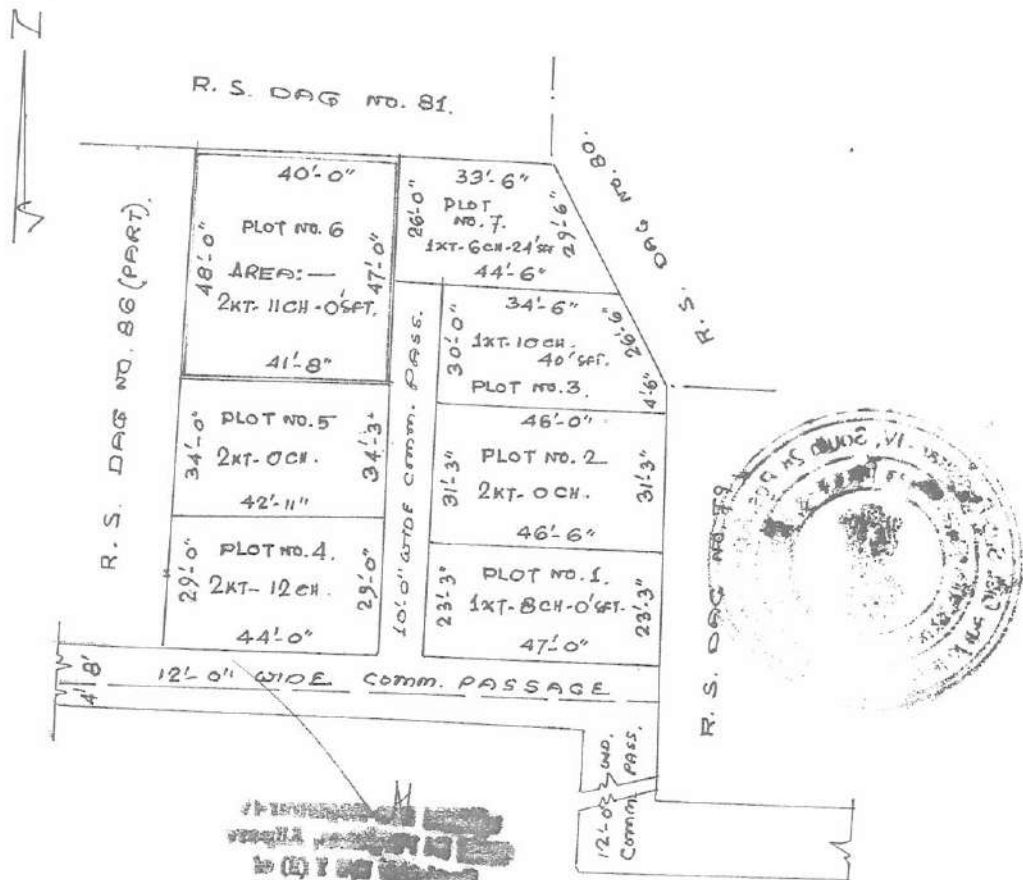 N
R. S. DAG NO. 81.
R. S. DAG NO. 80.
R. S. DAG NO. 86 (PART).
40'-0"
48'-0"
PLOT NO. 6
AREA:—
2KT- 11CH -0'SFT.
47'-0"
41'-8"
33'-6"
26'-0"
PLOT
NO. 7.
1KT-6CH-24'SFT
29'-6"
44'-6"
34'-6"
30'-0"
1KT-10CH.
40'SFT.
26'-6"
PLOT NO. 3.
4'-6"
34'-0"
PLOT NO. 5
2KT- 0CH.
34'-3"
42'-11"
46'-0"
31'-3"
PLOT NO. 2
2KT- 0CH.
31'-3"
46'-6"
29'-0"
PLOT NO. 4.
2KT- 12CH.
29'-0"
44'-0"
10'-0" WIDE COMM. PASS.
23'-3"
PLOT NO. 1.
1KT-8CH-0'SFT.
23'-3"
47'-0"
4'8'
12'-0" WIDE COMM. PASSAGE
R. S. DAG NO.
12'-0" WD.
COMM. PASS.